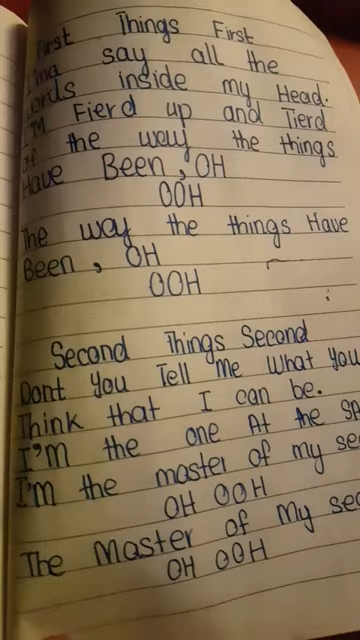 First Things First
Ima say all the
words inside my Head.
I'M Fierd up and Tierd
of the way the things
Have Been, OH
OOH
The way the things Have
Been, OH
OOH
Second Things Second
Dont You Tell Me What You
Think that I can be.
I'm the one At the
I'm the master of my
OH OOH
The Master of My
OH OOH